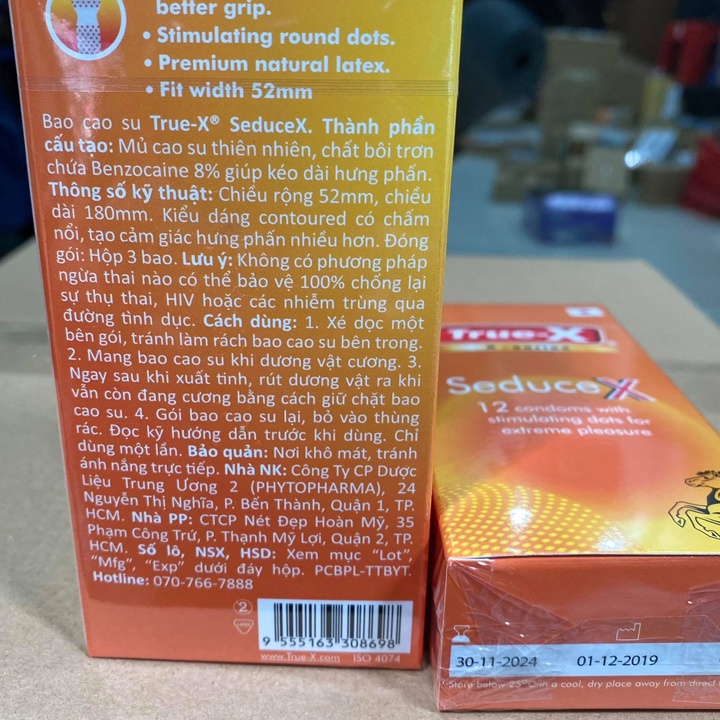 better grip.
• Stimulating round dots.
• Premium natural latex.
• Fit width 52mm
Bao cao su True-X® SeduceX. Thành phần
cấu tạo: Mủ cao su thiên nhiên, chất bôi trơn
chứa Benzocaine 8% giúp kéo dài hưng phấn.
Thông số kỹ thuật: Chiều rộng 52mm, chiều
dài 180mm. Kiểu dáng contoured có chấm
nổi, tạo cảm giác hưng phấn nhiều hơn. Đóng
gói: Hộp 3 bao. Lưu ý: Không có phương pháp
ngừa thai nào có thể bảo vệ 100% chống lại
sự thụ thai, HIV hoặc các nhiễm trùng qua
đường tình dục. Cách dùng: 1. Xé dọc một
bên gói, tránh làm rách bao cao su bên trong.
2. Mang bao cao su khi dương vật cương. 3.
Ngay sau khi xuất tinh, rút dương vật ra khi
vẫn còn đang cương bằng cách giữ chặt bao
cao su. 4. Gói bao cao su lại, bỏ vào thùng
rác. Đọc kỹ hướng dẫn trước khi dùng. Chỉ
dùng một lần. Bảo quản: Nơi khô mát, tránh
ánh nắng trực tiếp. Nhà NK: Công Ty CP Dược
Liệu Trung Ương 2 (PHYTOPHARMA), 24
Nguyễn Thị Nghĩa, P. Bến Thành, Quận 1, TP.
HCM. Nhà PP: CTCP Nét Đẹp Hoàn Mỹ, 35
Phạm Công Trứ, P. Thạnh Mỹ Lợi, Quận 2, TP.
HCM. Số lô, NSX, HSD: Xem mục “Lot”,
“Mfg”, “Exp” dưới đáy hộp. PCBPL-TTBYT.
Hotline: 070-766-7888
2
9 555163 308698
www.True-X.com ISO 4074
True-X
SeduceX
12 condoms with
stimulating dots for
extreme pleasure
30-11-2024 01-12-2019
Store below 25°C in a cool, dry place away from direct